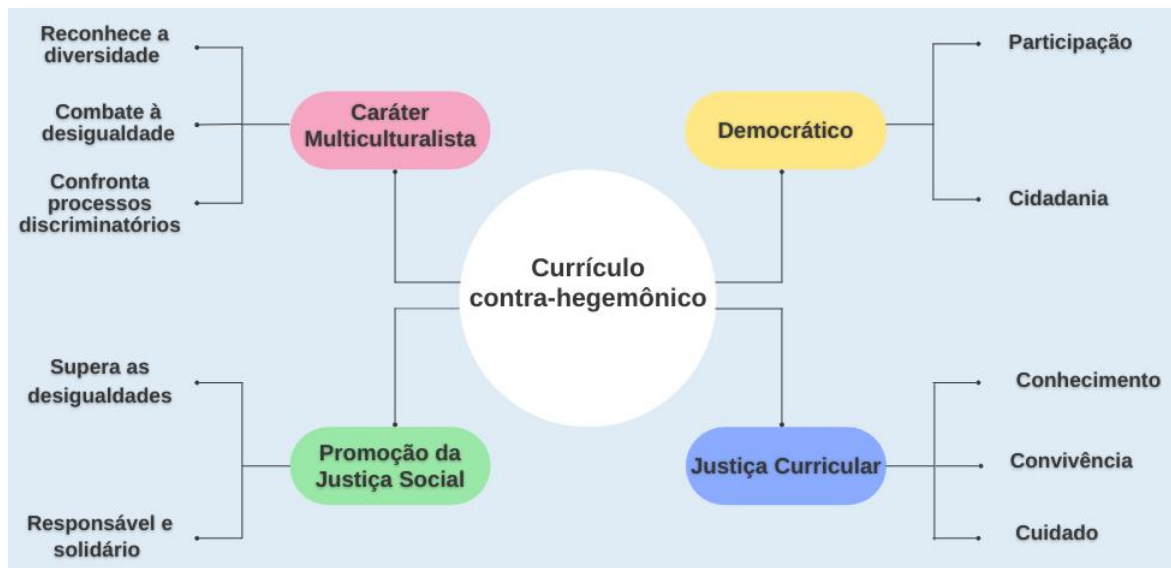 Reconhece a
diversidade
Combate à
desigualdade
Confronta
processos
discriminatórios
Caráter
Multiculturalista
Democrático
Participação
Cidadania
Currículo
contra-hegemônico
Supera as
desigualdades
Responsável e
solidário
Promoção da
Justiça Social
Justiça Curricular
Conhecimento
Convivência
Cuidado